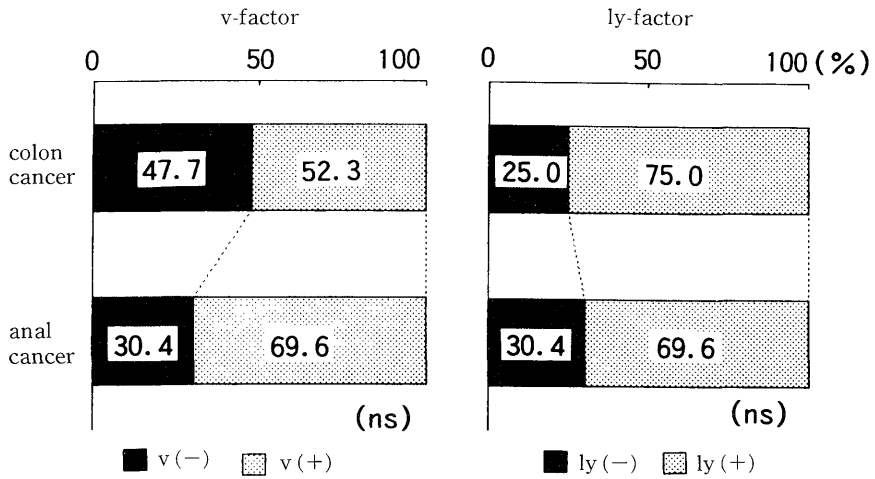 v-factor
ly-factor
0 50 100
0 50 100 (%)
colon
cancer
47.7 52.3
25.0 75.0
anal
cancer
30.4 69.6
30.4 69.6
(ns)
(ns)
v (−) v (+)
ly (−) ly (+)